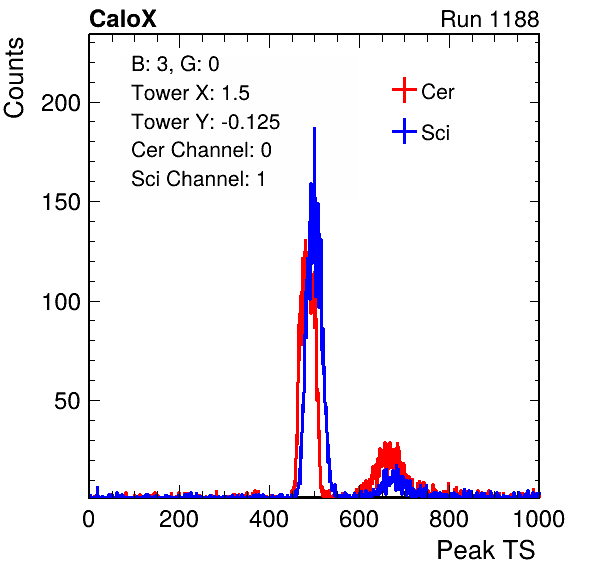 CaloX Run 1188
Counts
B: 3, G: 0
Tower X: 1.5
Tower Y: -0.125
Cer Channel: 0
Sci Channel: 1
Cer
Sci
200
150
100
50
0 200 400 600 800 1000
Peak TS